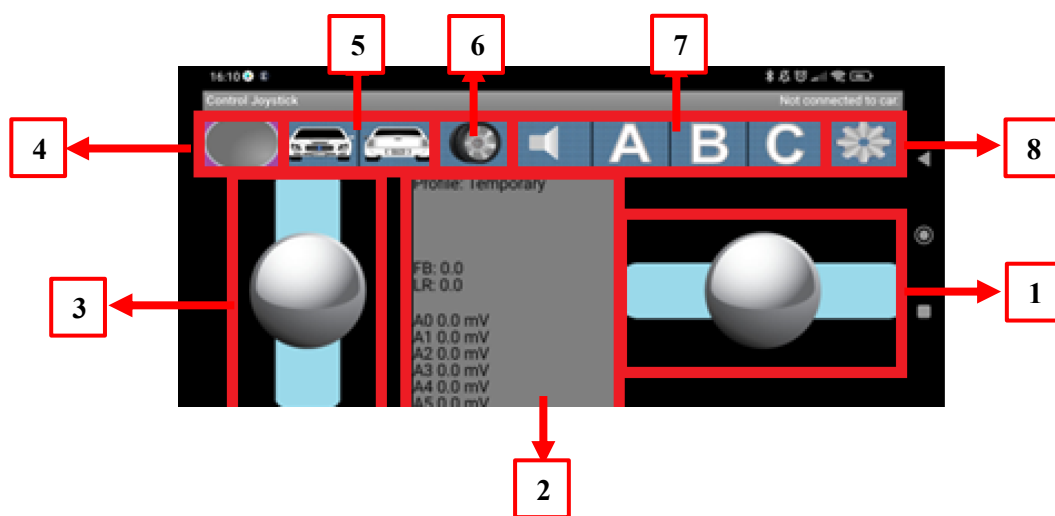 5
6
7
16:10
Control Joystick
Not connected to car.
4
A B C
8
Profile: Temporary
FB: 0.0
LR: 0.0
3
1
A0 0.0 mV
A1 0.0 mV
A2 0.0 mV
A3 0.0 mV
A4 0.0 mV
A5 0.0 mV
2